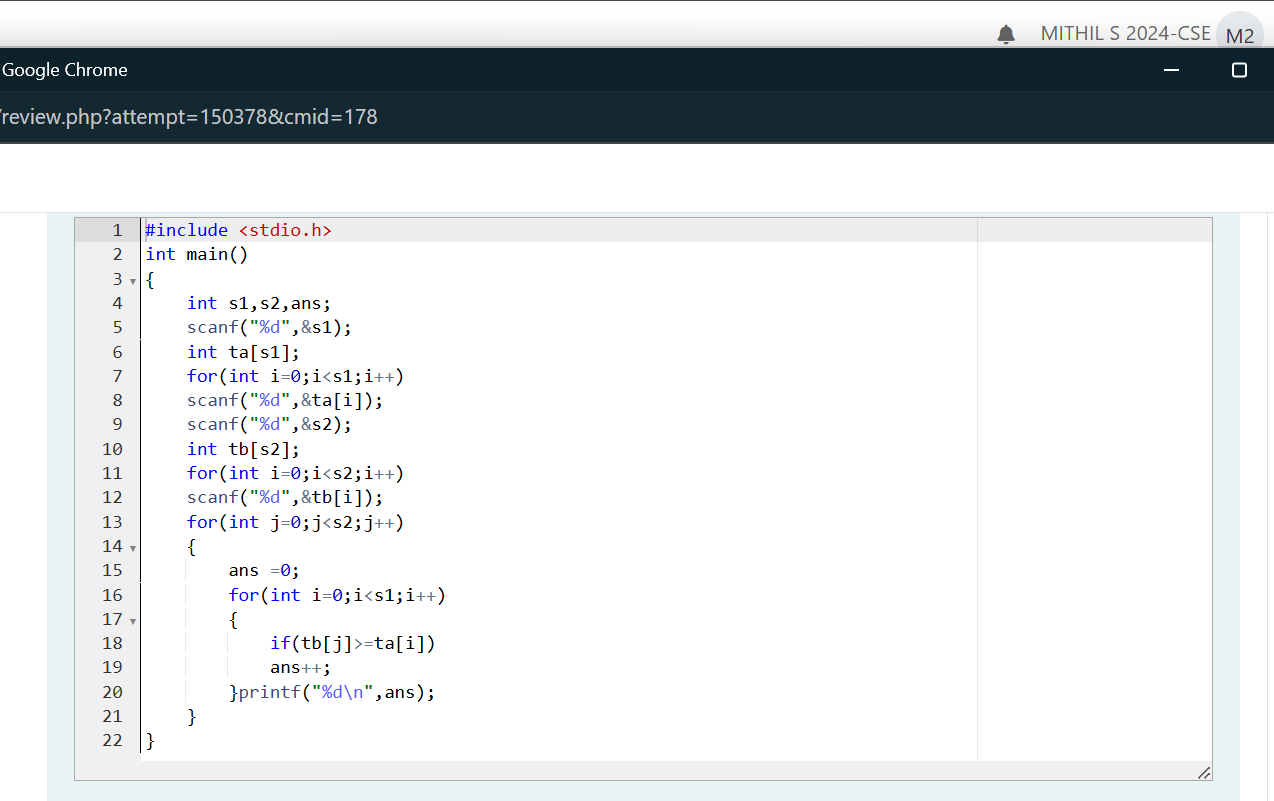 MITHIL S 2024-CSE M2
Google Chrome
/review.php?attempt=150378&cmid=178
1 #include <stdio.h>
2 int main()
3 {
4     int s1,s2,ans;
5     scanf("%d",&s1);
6     int ta[s1];
7     for(int i=0;i<s1;i++)
8     scanf("%d",&ta[i]);
9     scanf("%d",&s2);
10     int tb[s2];
11     for(int i=0;i<s2;i++)
12     scanf("%d",&tb[i]);
13     for(int j=0;j<s2;j++)
14     {
15         ans =0;
16         for(int i=0;i<s1;i++)
17         {
18             if(tb[j]>=ta[i])
19             ans++;
20         }printf("%d\n",ans);
21     }
22 }